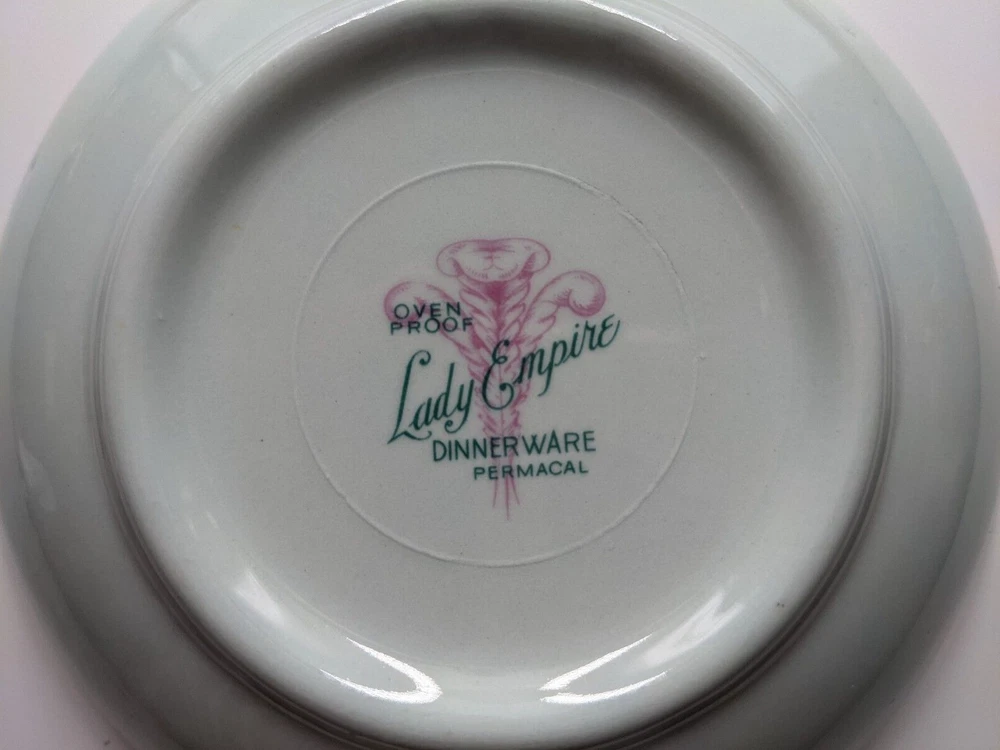 OVEN
PROOF
Lady Empire
DINNERWARE
PERMACAL